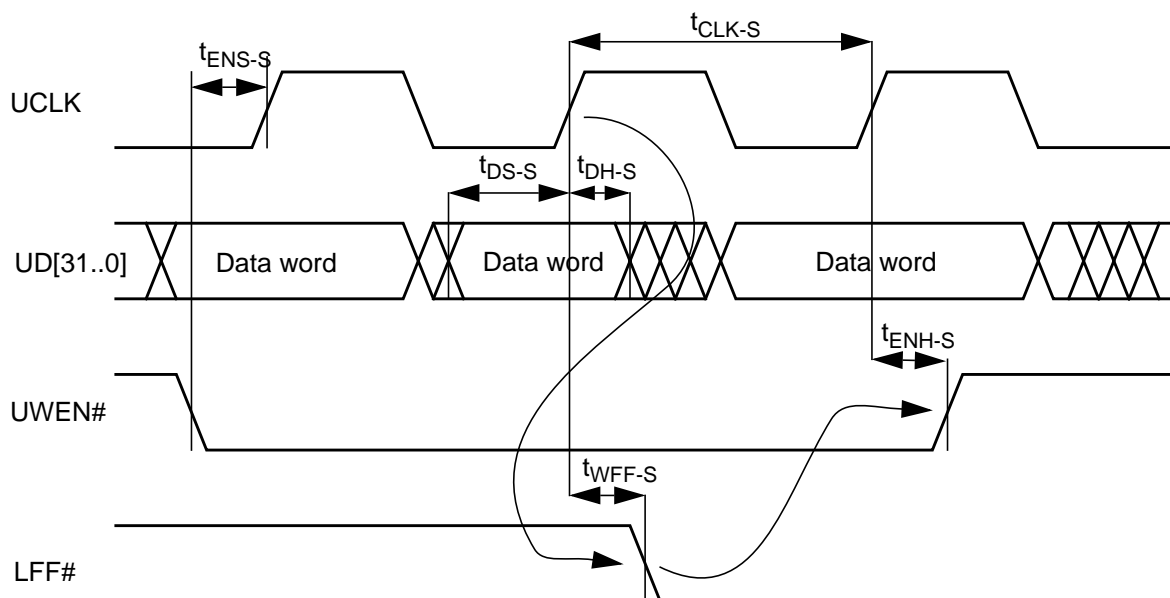 tENS-S
tCLK-S
UCLK
tDS-S tDH-S
UD[31..0] Data word Data word Data word
tENH-S
UWEN#
tWFF-S
LFF#